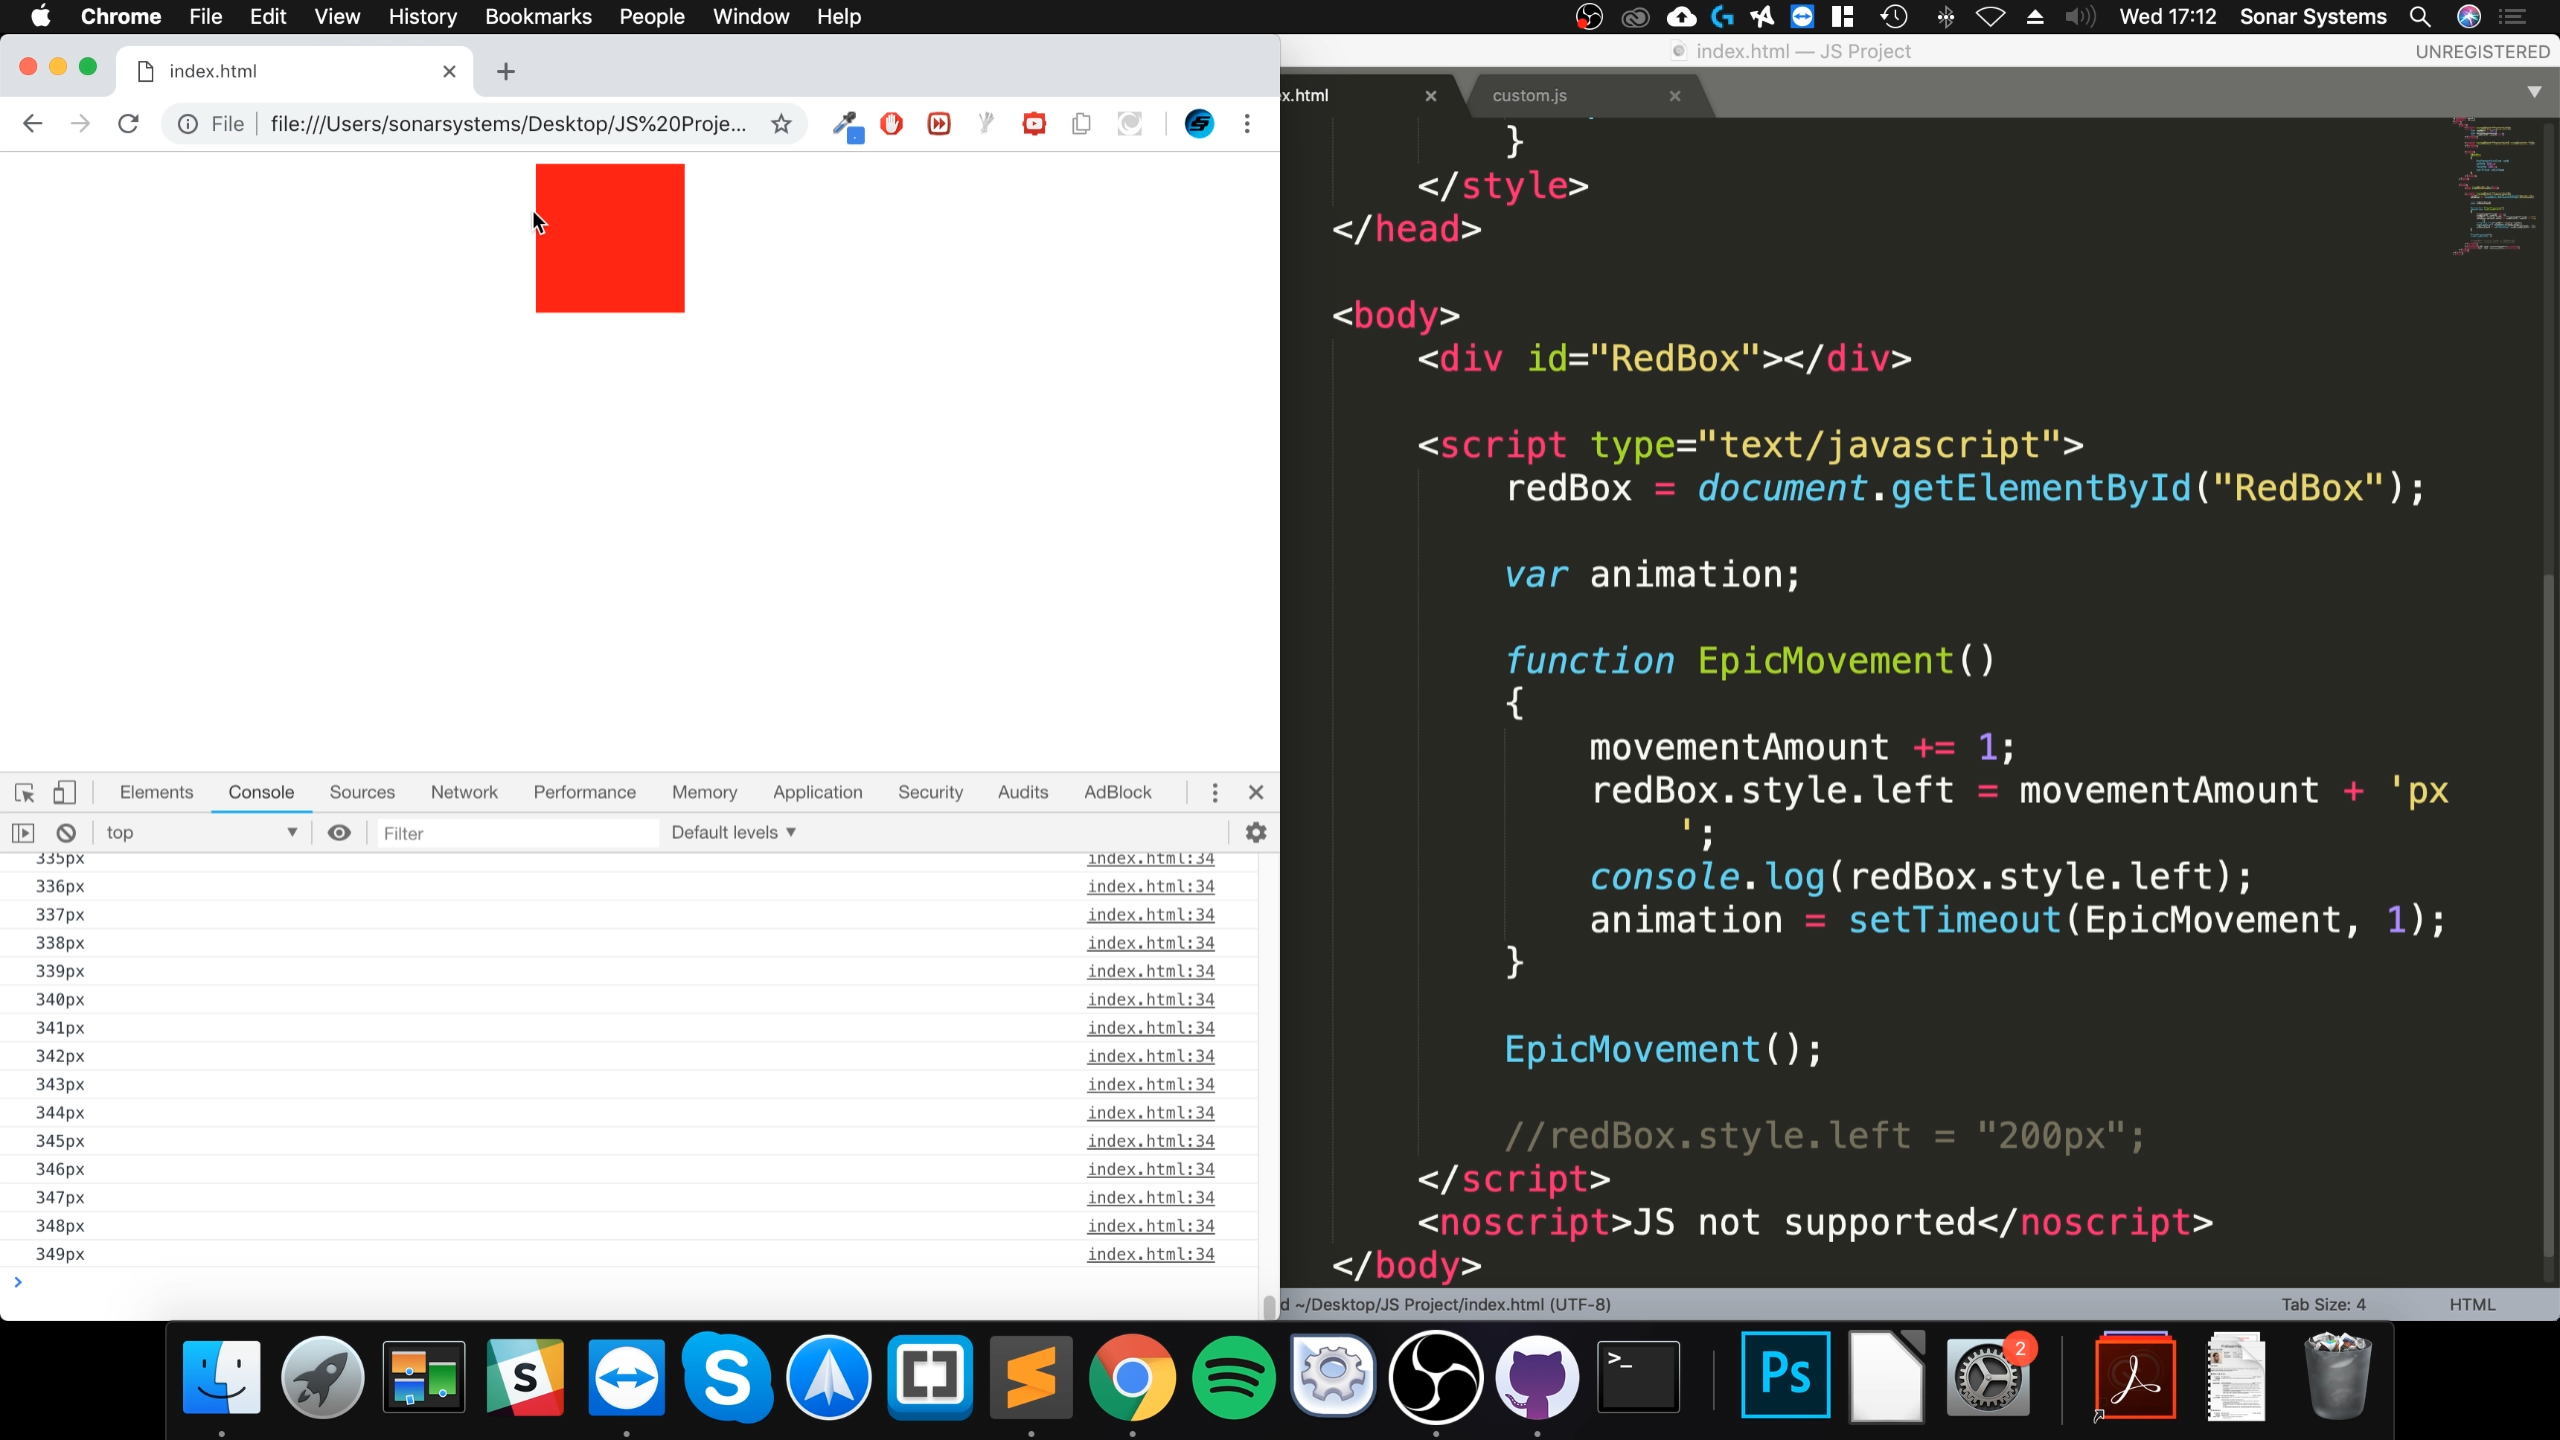 Chrome File Edit View History Bookmarks People Window Help Wed 17:12 Sonar Systems
index.html
File file:///Users/sonarsystems/Desktop/JS%20Proje...
Elements Console Sources Network Performance Memory Application Security Audits AdBlock
top Filter Default levels
335px index.html:34
336px index.html:34
337px index.html:34
338px index.html:34
339px index.html:34
340px index.html:34
341px index.html:34
342px index.html:34
343px index.html:34
344px index.html:34
345px index.html:34
346px index.html:34
347px index.html:34
348px index.html:34
349px index.html:34
index.html — JS Project UNREGISTERED
x.html custom.js
}
</style>
</head>
<body>
<div id="RedBox"></div>
<script type="text/javascript">
redBox = document.getElementById("RedBox");
var animation;
function EpicMovement()
{
movementAmount += 1;
redBox.style.left = movementAmount + 'px
';
console.log(redBox.style.left);
animation = setTimeout(EpicMovement, 1);
}
EpicMovement();
//redBox.style.left = "200px";
</script>
<noscript>JS not supported</noscript>
</body>
d ~/Desktop/JS Project/index.html (UTF-8) Tab Size: 4 HTML
S S >_ Ps 2